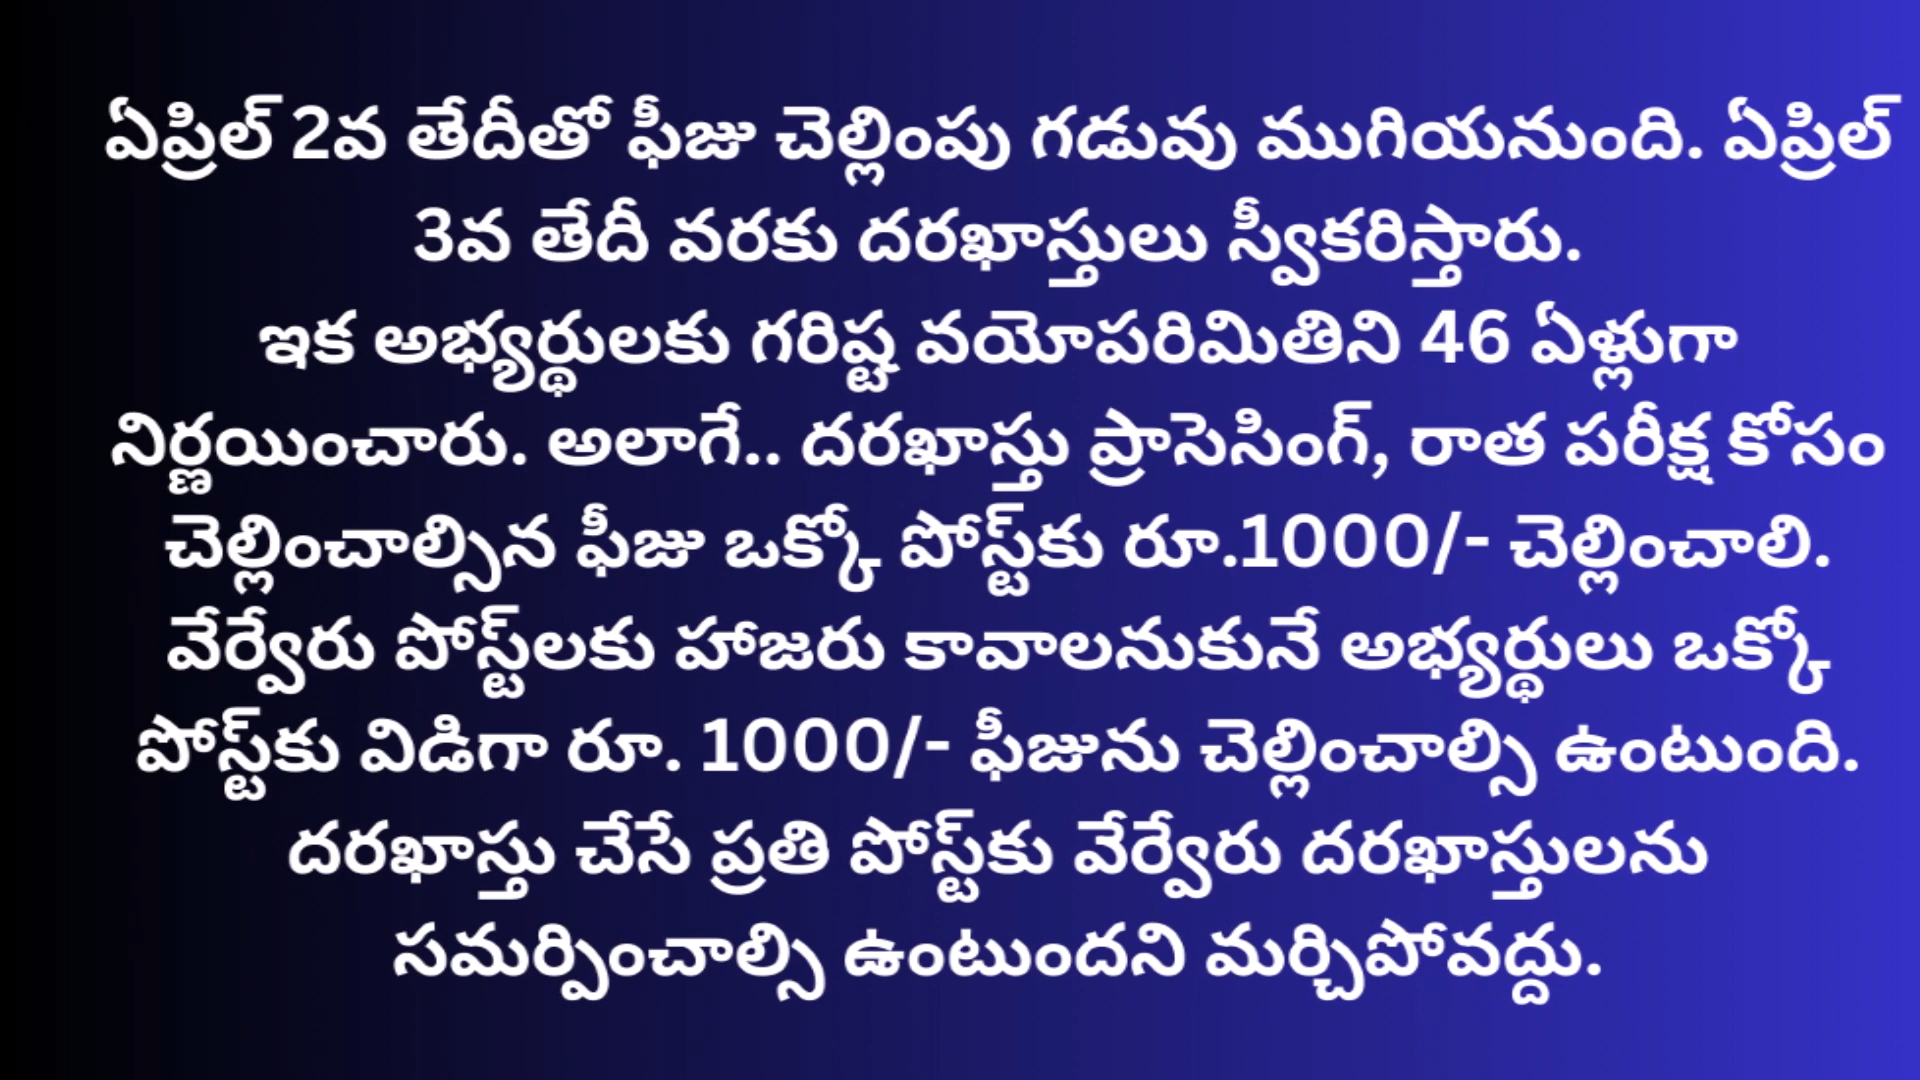 ఏప్రిల్ 2వ తేదీతో ఫీజు చెల్లింపు గడువు ముగియనుంది. ఏప్రిల్
3వ తేదీ వరకు దరఖాస్తులు స్వీకరిస్తారు.
ఇక అభ్యర్థులకు గరిష్ట వయోపరిమితిని 46 ఏళ్లుగా
నిర్ణయించారు. అలాగే.. దరఖాస్తు ప్రాసెసింగ్, రాత పరీక్ష కోసం
చెల్లించాల్సిన ఫీజు ఒక్కో పోస్ట్‌కు రూ.1000/- చెల్లించాలి.
వేర్వేరు పోస్ట్‌లకు హాజరు కావాలనుకునే అభ్యర్థులు ఒక్కో
పోస్ట్‌కు విడిగా రూ. 1000/- ఫీజును చెల్లించాల్సి ఉంటుంది.
దరఖాస్తు చేసే ప్రతి పోస్ట్‌కు వేర్వేరు దరఖాస్తులను
సమర్పించాల్సి ఉంటుందని మర్చిపోవద్దు.